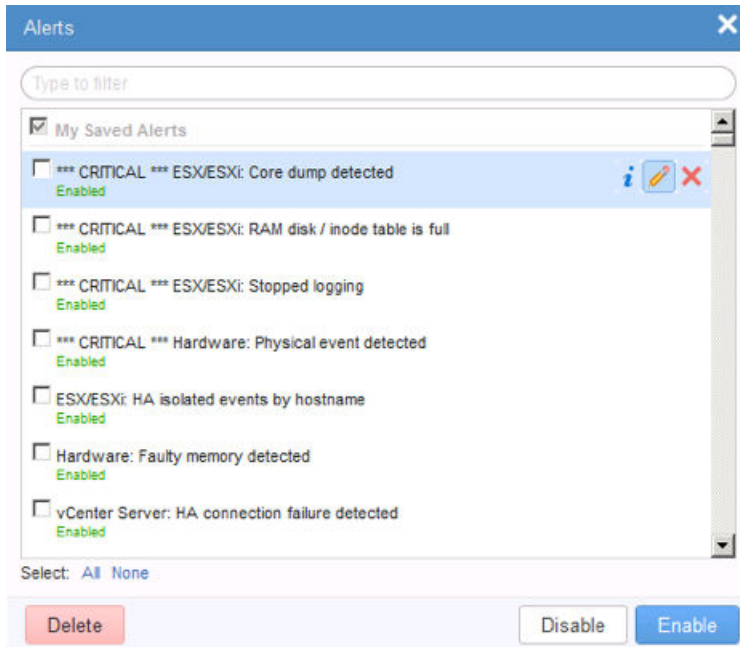 Alerts
Type to filter
My Saved Alerts
*** CRITICAL *** ESX/ESXi: Core dump detected
Enabled
*** CRITICAL *** ESX/ESXi: RAM disk / inode table is full
Enabled
*** CRITICAL *** ESX/ESXi: Stopped logging
Enabled
*** CRITICAL *** Hardware: Physical event detected
Enabled
ESX/ESXi: HA isolated events by hostname
Enabled
Hardware: Faulty memory detected
Enabled
vCenter Server: HA connection failure detected
Enabled
Select: All None
Delete Disable Enable